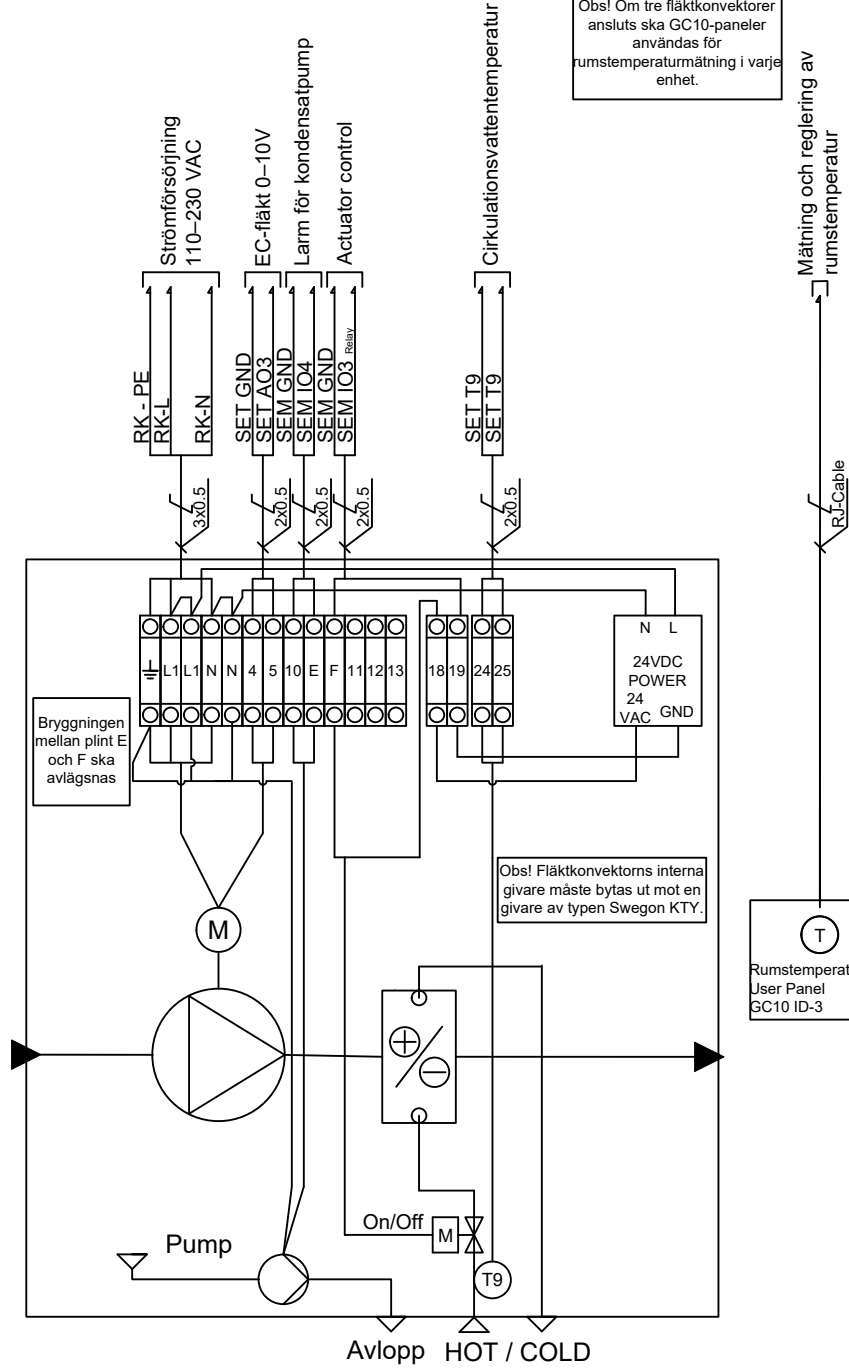 Obs! Om tre fläktkonvektorer
ansluts ska GC10-paneler
användas för
rumstemperaturmätning i varje
enhet.
Strömförsörjning
110–230 VAC
EC-fläkt 0–10V
Larm för kondensatpump
Actuator control
Cirkulationsvattentemperatur
Mätning och reglering av
rumstemperatur
RK - PE
RK-L
RK-N
SET GND
SET AO3
SEM GND
SEM IO4
SEM GND
SEM IO3 Relay
SET T9
SET T9
3x0.5
2x0.5
2x0.5
2x0.5
2x0.5
RJ-Cable
L1 L1 N N 4 5 10 E F 11 12 13
18 19
24 25
N L
24VDC
POWER
24
VAC GND
Bryggningen
mellan plint E
och F ska
avlägsnas
Obs! Fläktkonvektorns interna
givare måste bytas ut mot en
givare av typen Swegon KTY.
M
T
User Panel
GC10 ID-3
On/Off
M
Pump
T9
Avlopp
HOT / COLD